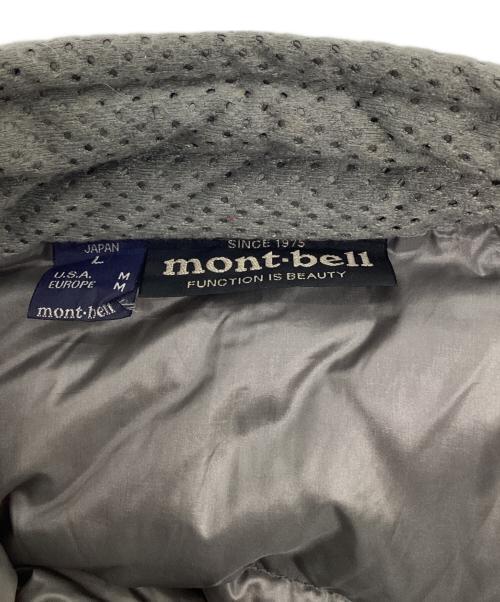 JAPAN
L
U.S.A. M
EUROPE M
mont-bell
SINCE 1975
mont-bell
FUNCTION IS BEAUTY